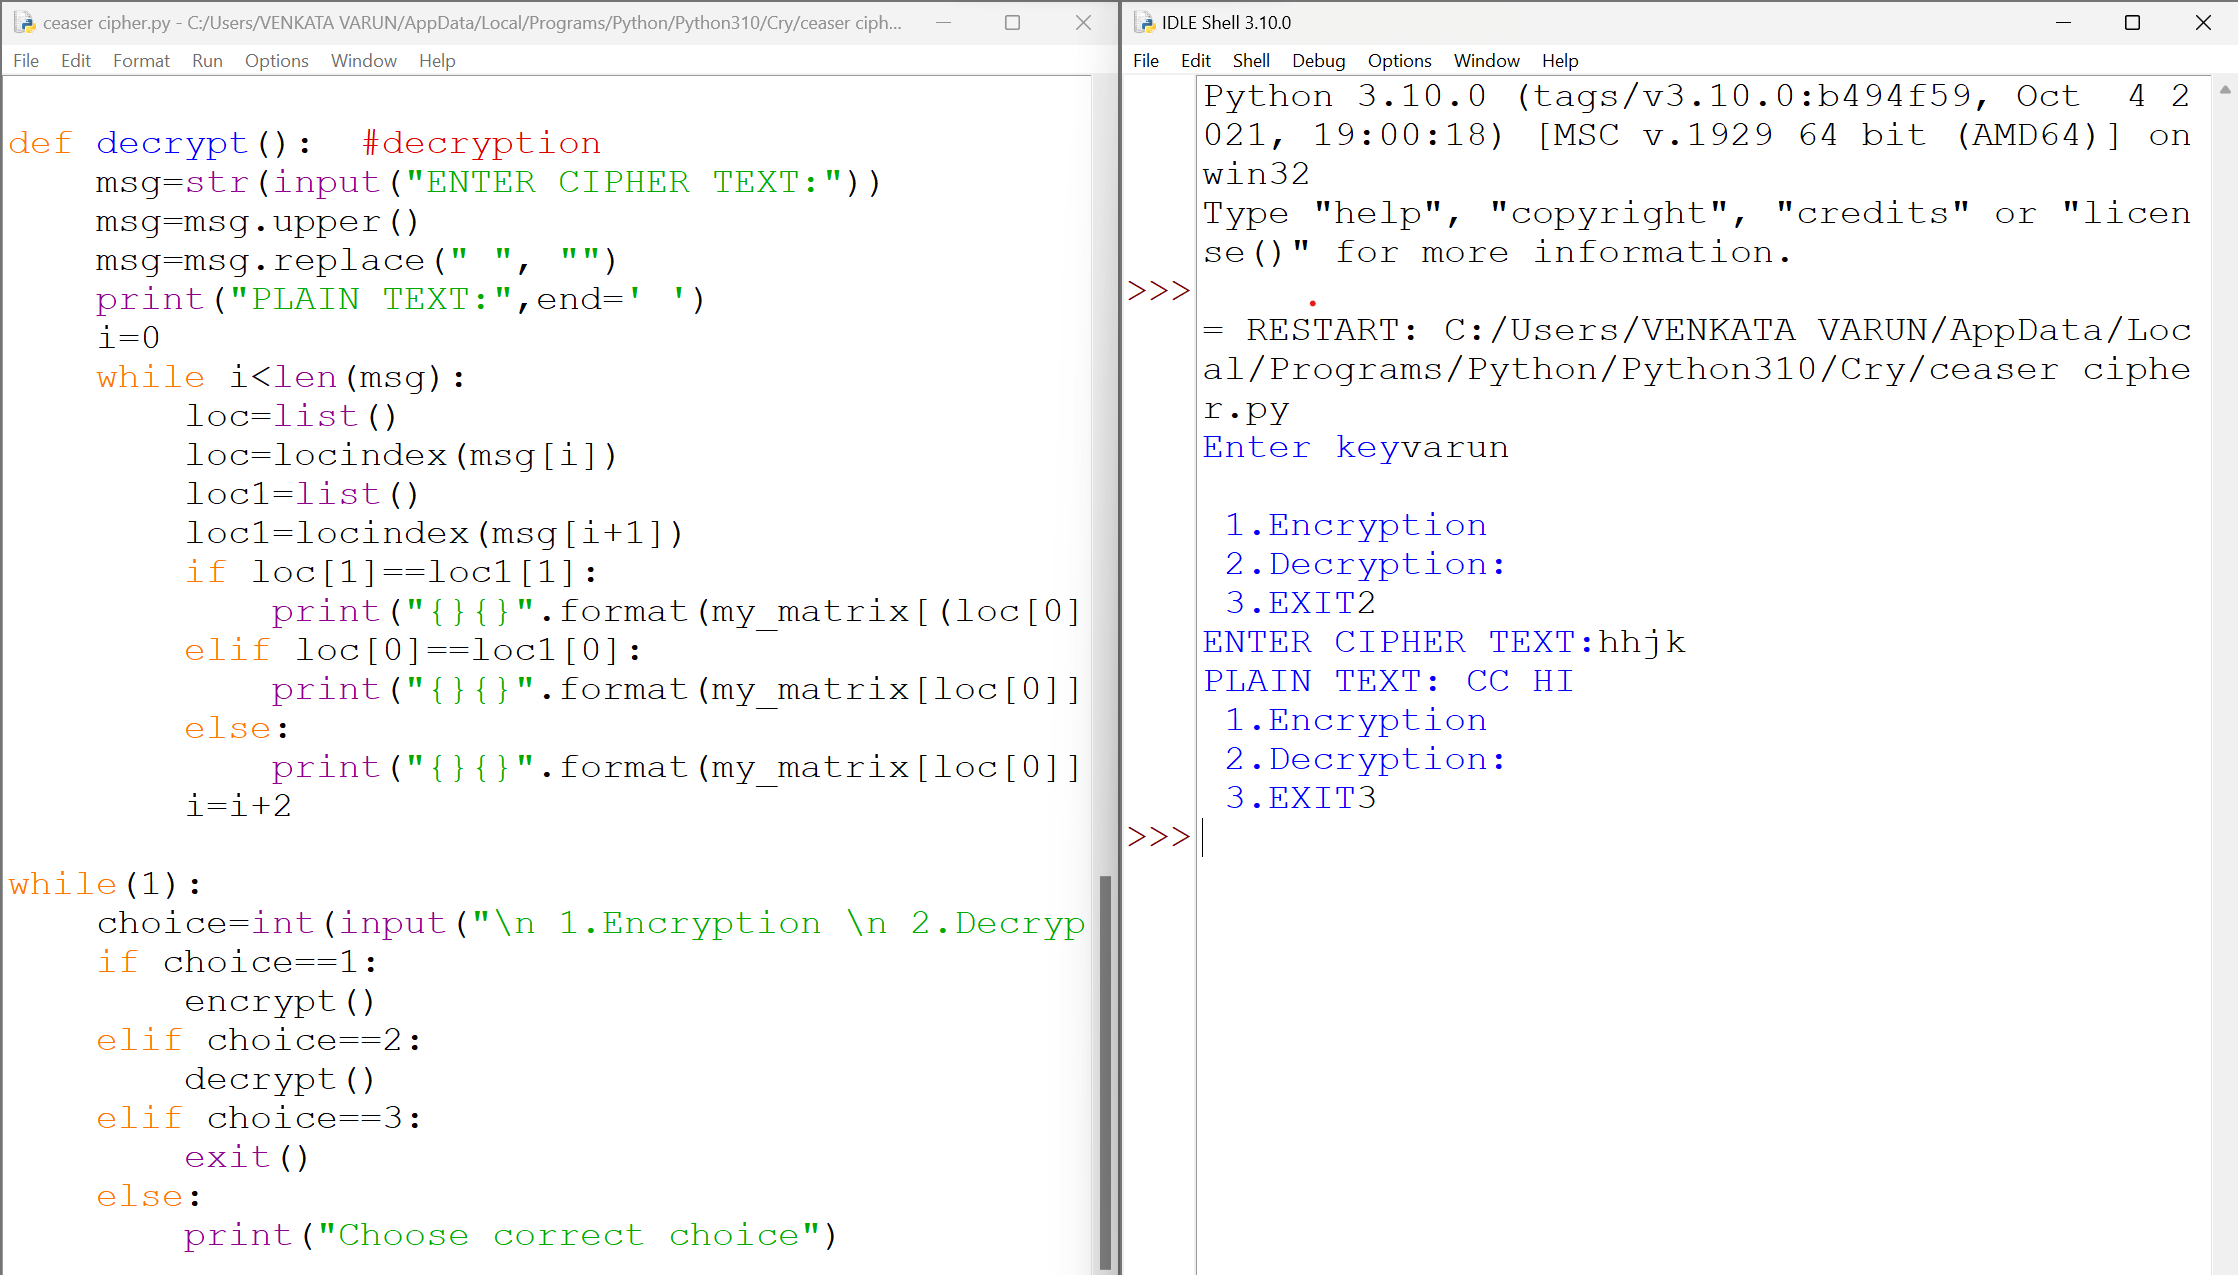 ceaser cipher.py - C:/Users/VENKATA VARUN/AppData/Local/Programs/Python/Python310/Cry/ceaser ciph...
File Edit Format Run Options Window Help
def decrypt():  #decryption
    msg=str(input("ENTER CIPHER TEXT:"))
    msg=msg.upper()
    msg=msg.replace(" ", "")
    print("PLAIN TEXT:",end=' ')
    i=0
    while i<len(msg):
        loc=list()
        loc=locindex(msg[i])
        loc1=list()
        loc1=locindex(msg[i+1])
        if loc[1]==loc1[1]:
            print("{}{}".format(my_matrix[(loc[0]
        elif loc[0]==loc1[0]:
            print("{}{}".format(my_matrix[loc[0]]
        else:
            print("{}{}".format(my_matrix[loc[0]]
        i=i+2
while(1):
    choice=int(input("\n 1.Encryption \n 2.Decryp
    if choice==1:
        encrypt()
    elif choice==2:
        decrypt()
    elif choice==3:
        exit()
    else:
        print("Choose correct choice")
IDLE Shell 3.10.0
File Edit Shell Debug Options Window Help
Python 3.10.0 (tags/v3.10.0:b494f59, Oct  4 2
021, 19:00:18) [MSC v.1929 64 bit (AMD64)] on
win32
Type "help", "copyright", "credits" or "licen
se()" for more information.
>>>
= RESTART: C:/Users/VENKATA VARUN/AppData/Loc
al/Programs/Python/Python310/Cry/ceaser ciphe
r.py
Enter keyvarun
 1.Encryption
 2.Decryption:
 3.EXIT2
ENTER CIPHER TEXT:hhjk
PLAIN TEXT: CC HI
 1.Encryption
 2.Decryption:
 3.EXIT3
>>>